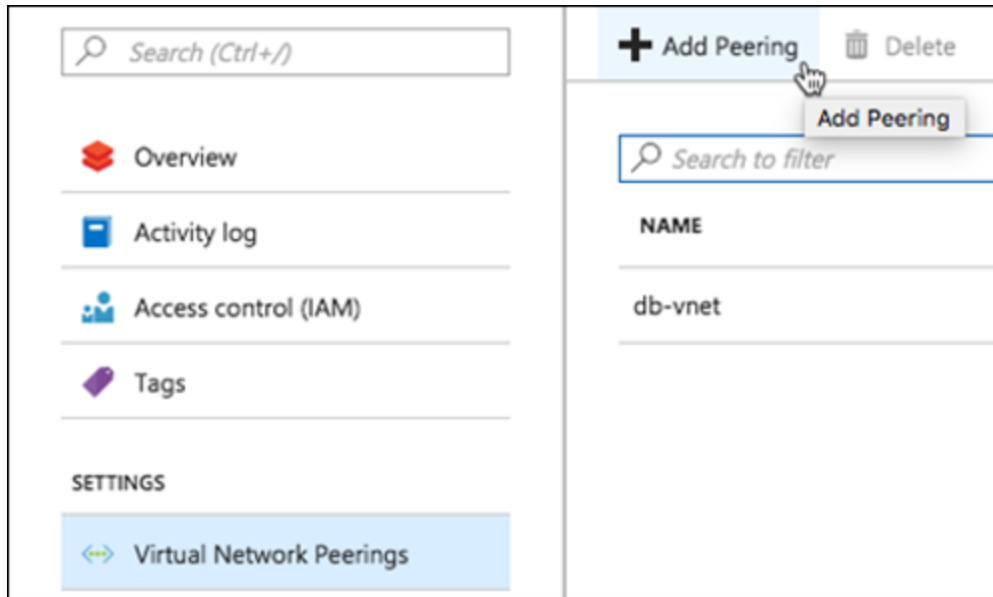 Search (Ctrl+/)
Overview
Activity log
Access control (IAM)
Tags
SETTINGS
Virtual Network Peerings
Add Peering
Delete
Add Peering
Search to filter
NAME
db-vnet